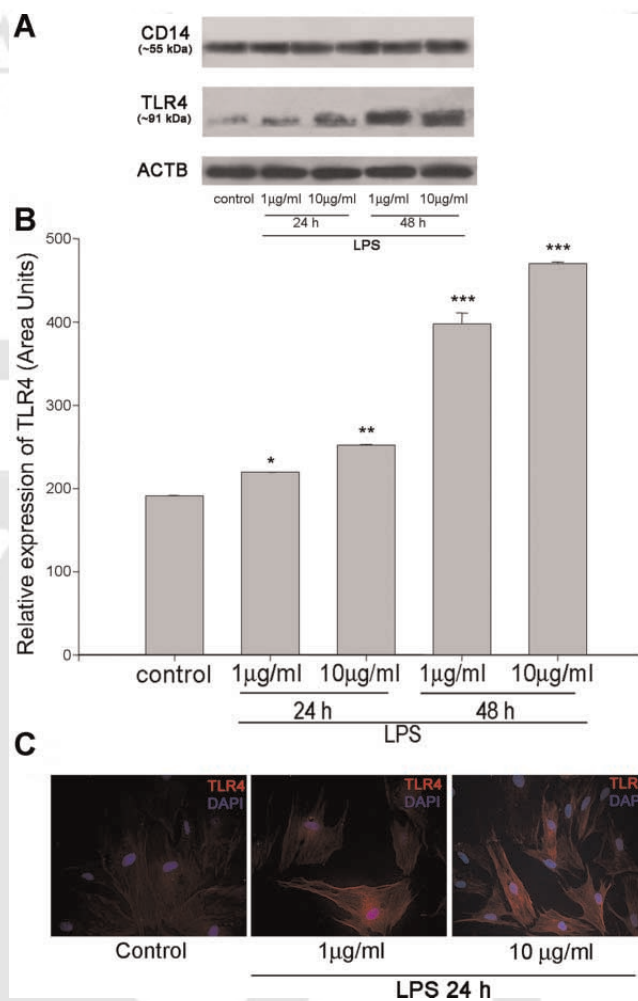 A
CD14
(~55 kDa)
TLR4
(~91 kDa)
ACTB
control 1µg/ml 10µg/ml 1µg/ml 10µg/ml
24 h 48 h
LPS
B
Relative expression of TLR4 (Area Units)
500
400
300
200
100
0
* ** *** ***
control 1µg/ml 10µg/ml 1µg/ml 10µg/ml
24 h 48 h
LPS
C
TLR4 TLR4 TLR
DAPI DAPI DAPI
Control 1µg/ml 10 µg/ml
LPS 24 h